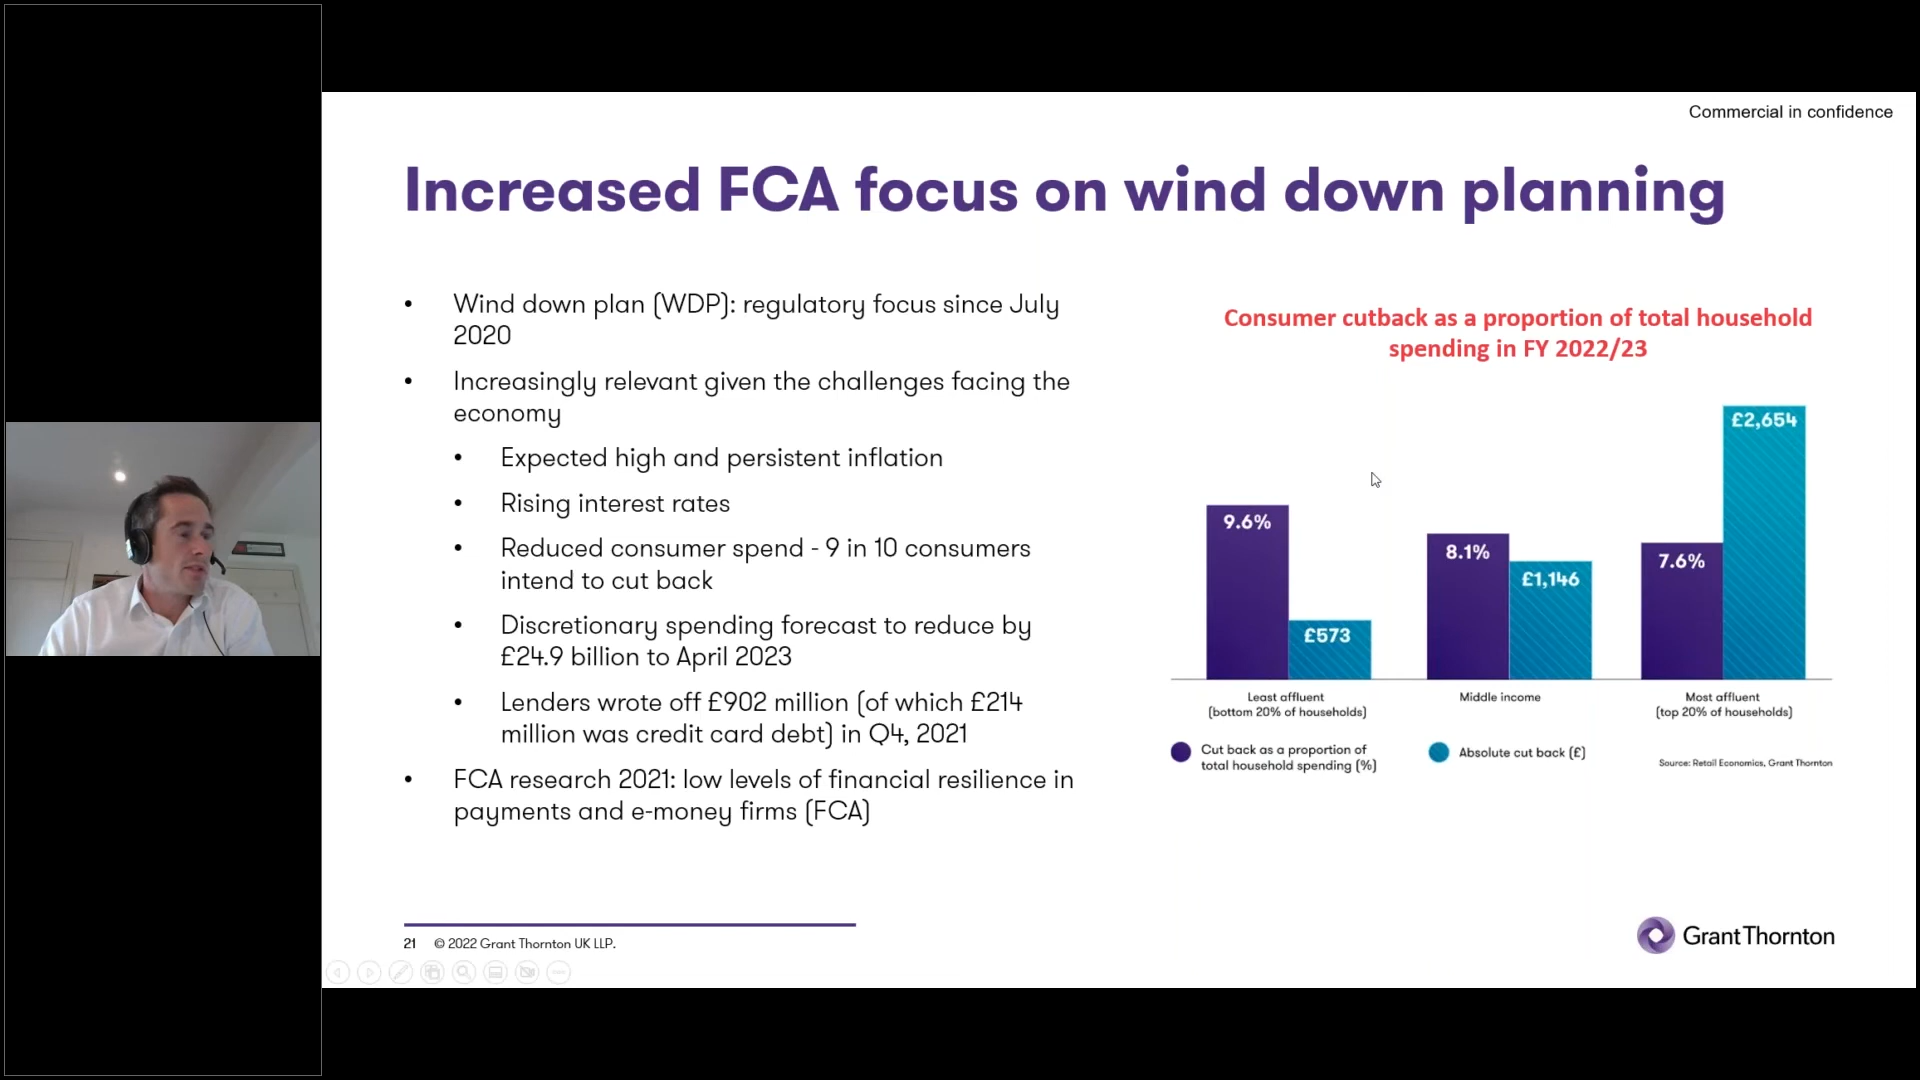 Commercial in confidence
Increased FCA focus on wind down planning
• Wind down plan (WDP): regulatory focus since July
2020
• Increasingly relevant given the challenges facing the
economy
• Expected high and persistent inflation
• Rising interest rates
• Reduced consumer spend - 9 in 10 consumers
intend to cut back
• Discretionary spending forecast to reduce by
£24.9 billion to April 2023
• Lenders wrote off £902 million (of which £214
million was credit card debt) in Q4, 2021
• FCA research 2021: low levels of financial resilience in
payments and e-money firms (FCA)
Consumer cutback as a proportion of total household
spending in FY 2022/23
9.6%
£573
8.1%
£1,146
7.6%
£2,654
Least affluent
(bottom 20% of households)
Middle income
Most affluent
(top 20% of households)
Cut back as a proportion of
total household spending (%)
Absolute cut back (£)
Source: Retail Economics, Grant Thornton
21 © 2022 Grant Thornton UK LLP.
Grant Thornton